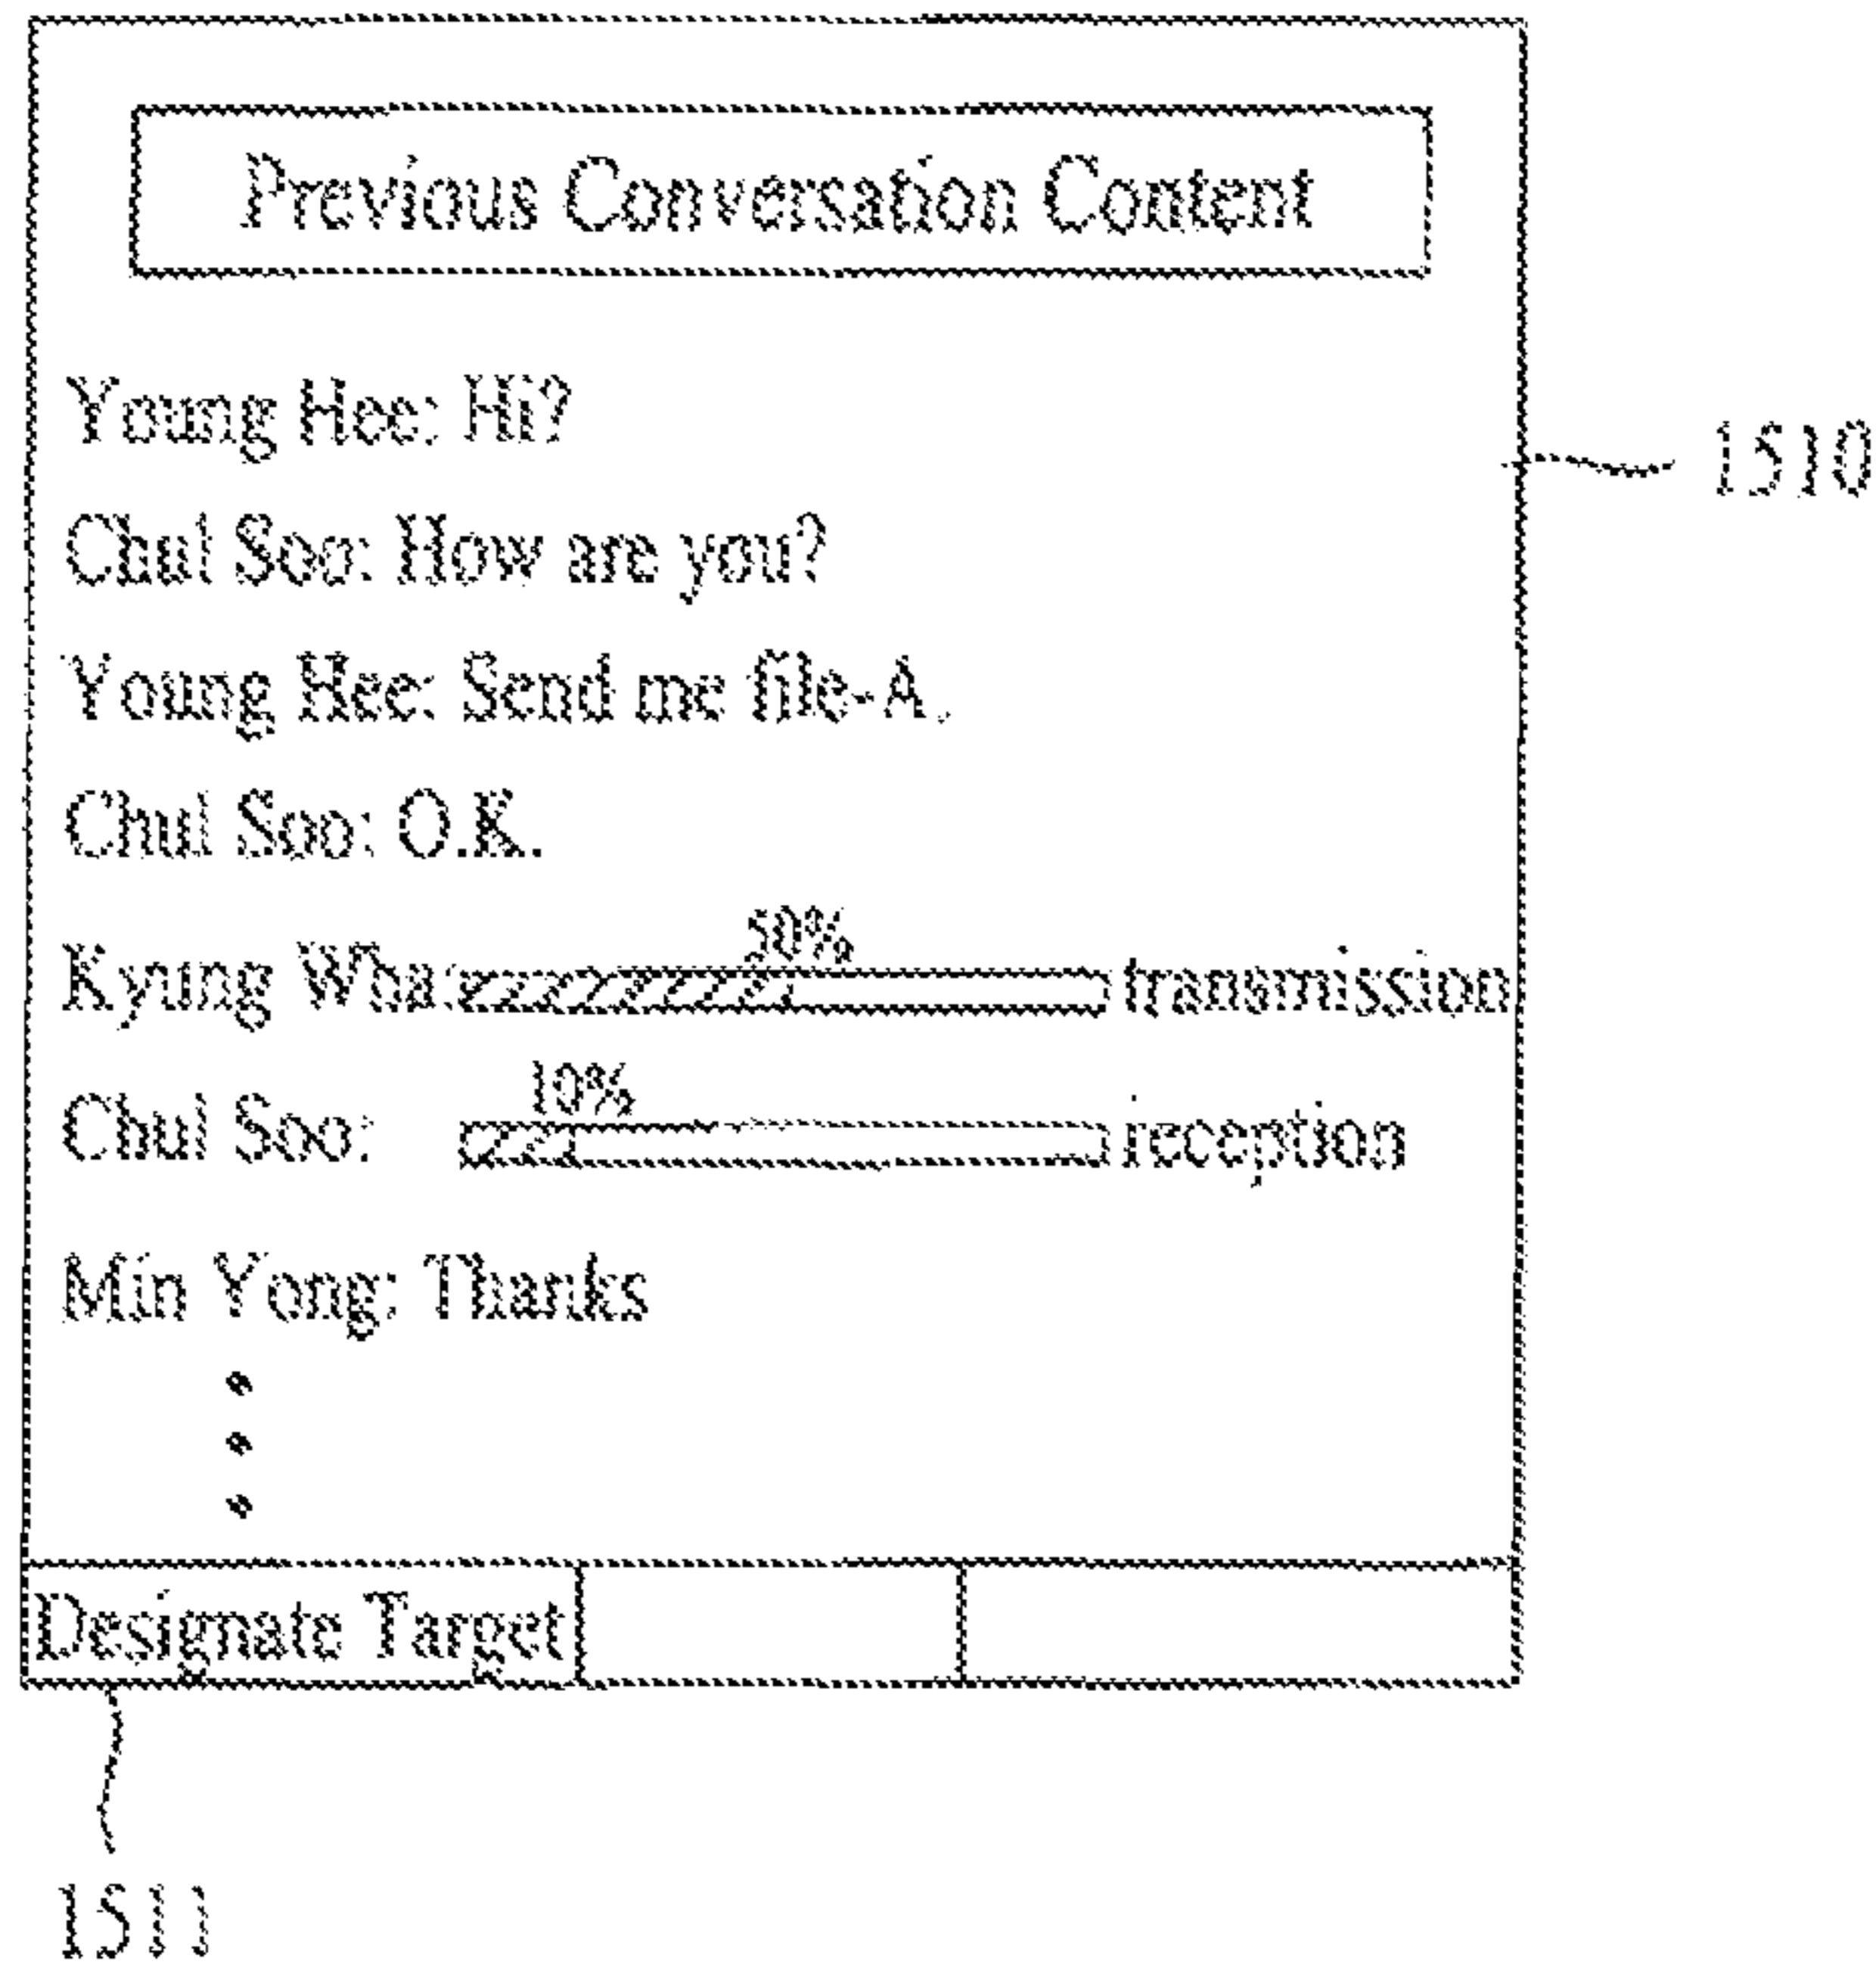 Previous Conversation Content
Young Hee: Hi?
1510
Chul Soo: How are you?
Young Hee: Send me file-A.
Chul Soo: O.K.
50%
Kyung Wha: transmission
10%
Chul Soo: reception
Min Yong: Thanks
Designate Target
1511